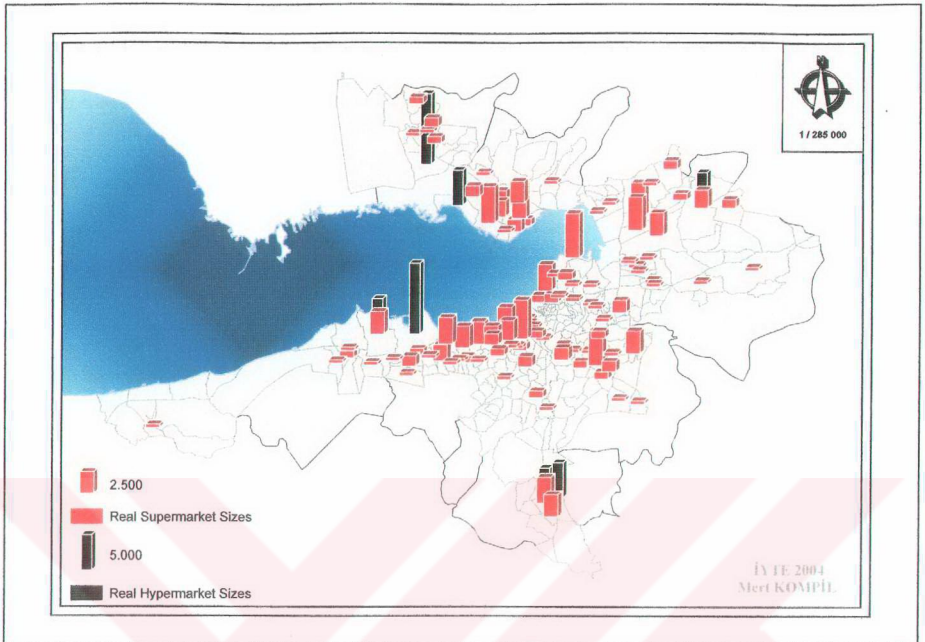 1 / 285 000
2.500
Real Supermarket Sizes
5.000
Real Hypermarket Sizes
İYTE 2004
Mert KOMPİL